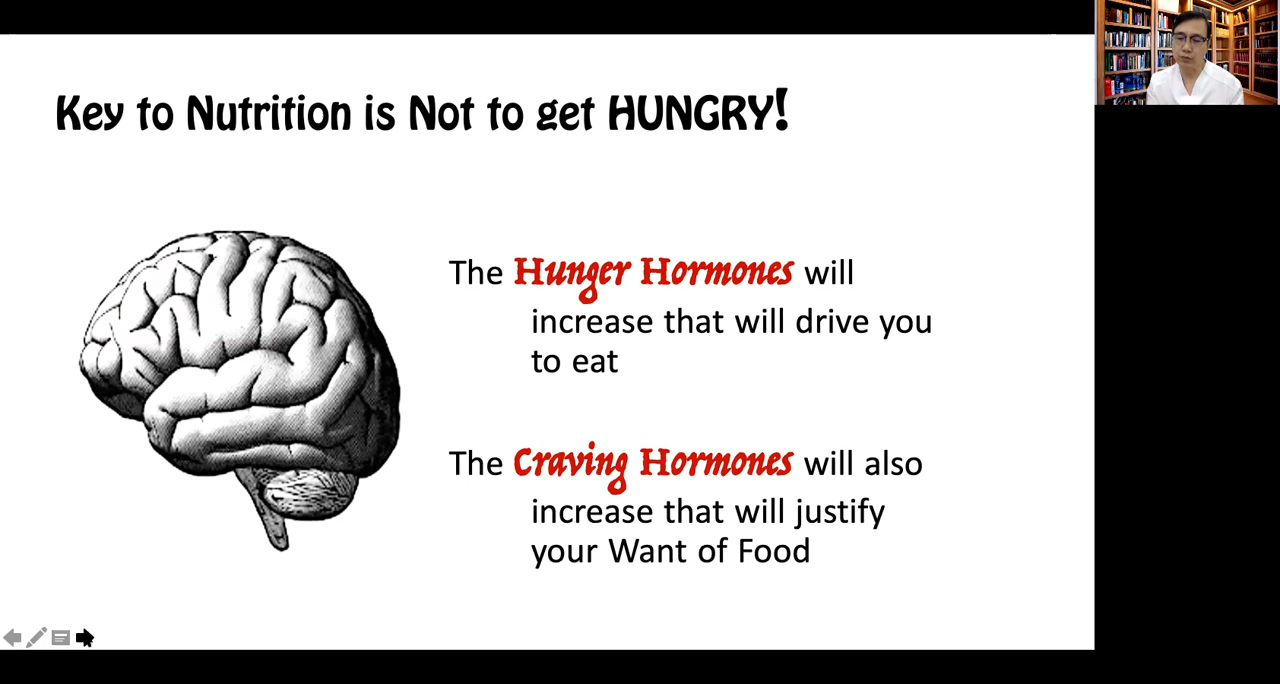 Key to Nutrition is Not to get HUNGRY!
The Hunger Hormones will
increase that will drive you
to eat
The Craving Hormones will also
increase that will justify
your Want of Food